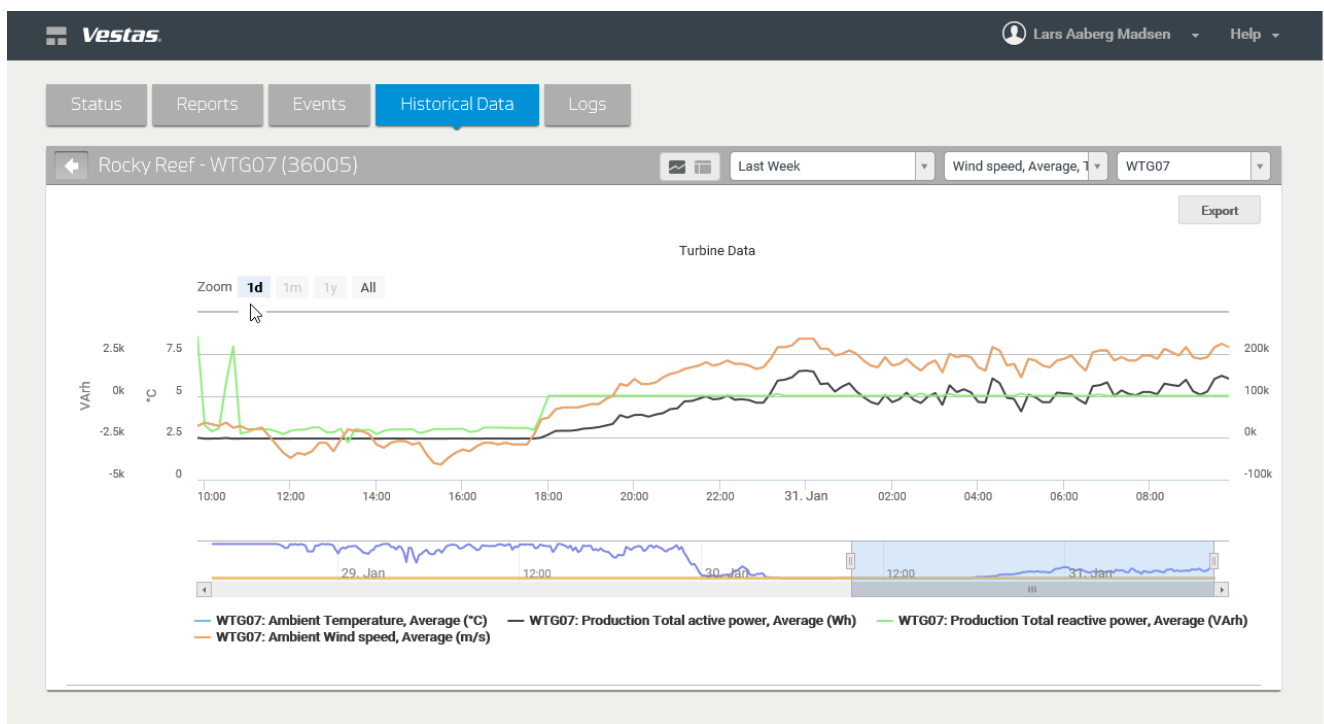 Vestas.
Lars Aaberg Madsen Help
Status Reports Events Historical Data Logs
Rocky Reef - WTG07 (36005) Last Week Wind speed, Average, T WTG07
Export
Turbine Data
Zoom 1d 1m 1y All
2.5k 7.5 200k
0k 5 100k
-2.5k 2.5 0k
-5k 0 -100k
VArh °C
10:00 12:00 14:00 16:00 18:00 20:00 22:00 31. Jan 02:00 04:00 06:00 08:00
29. Jan 12:00 30. Jan 12:00 31. Jan
WTG07: Ambient Temperature, Average (°C) WTG07: Production Total active power, Average (Wh) WTG07: Production Total reactive power, Average (VArh)
WTG07: Ambient Wind speed, Average (m/s)